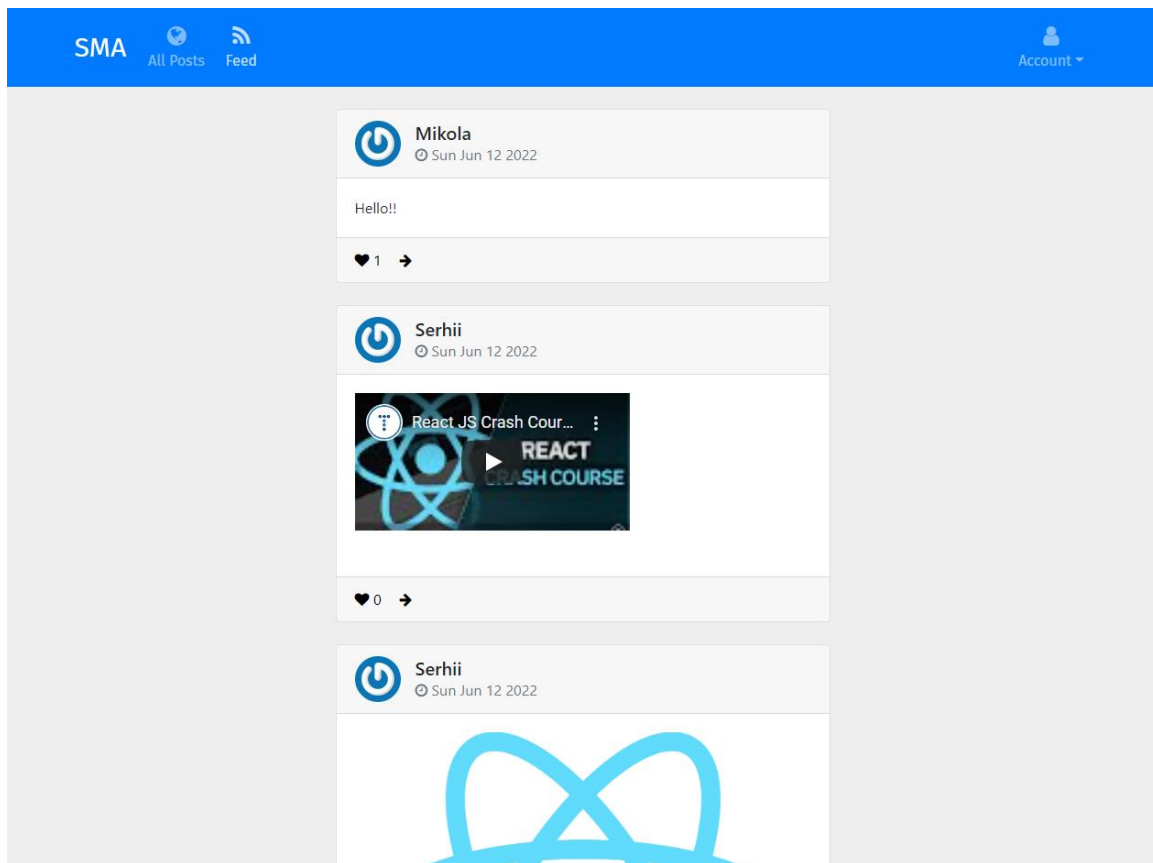 SMA
All Posts
Feed
Account
Mikola
Sun Jun 12 2022
Hello!!
1
Serhii
Sun Jun 12 2022
React JS Crash Cour...
REACT
CRASH COURSE
0
Serhii
Sun Jun 12 2022